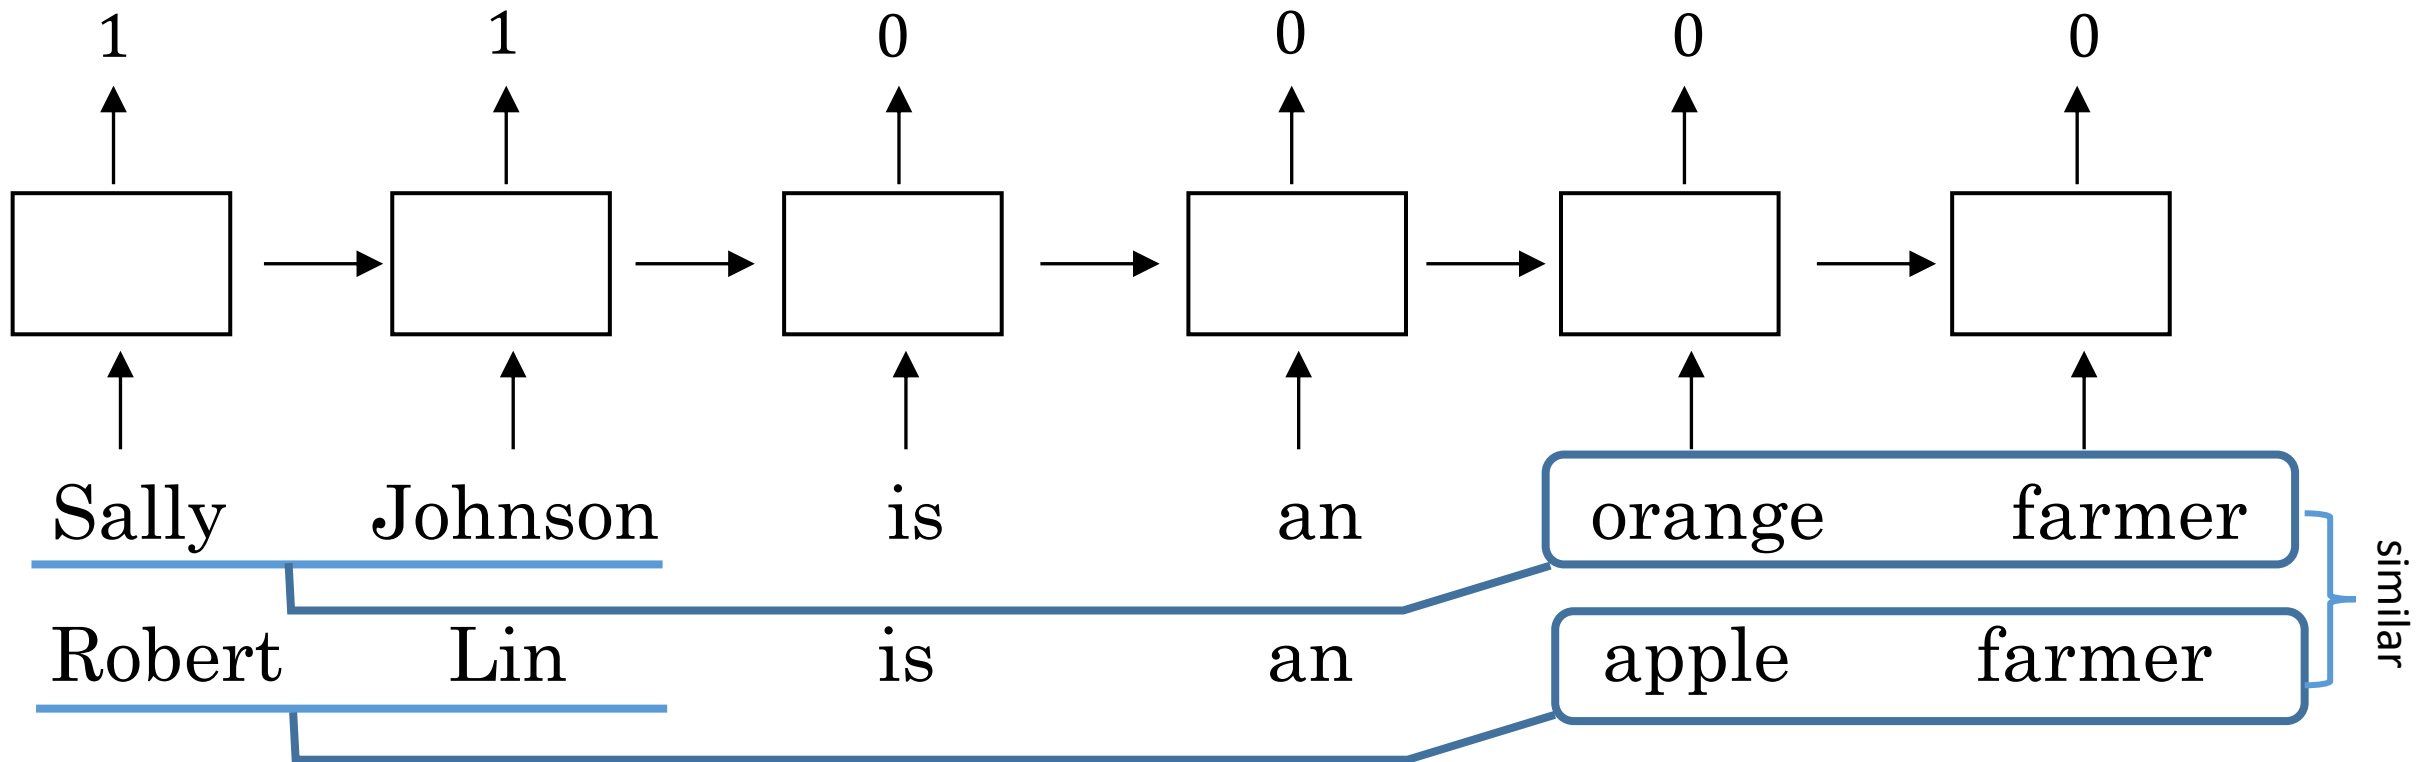 1 1 0 0 0 0
Sally Johnson is an orange farmer
Robert Lin is an apple farmer
similar